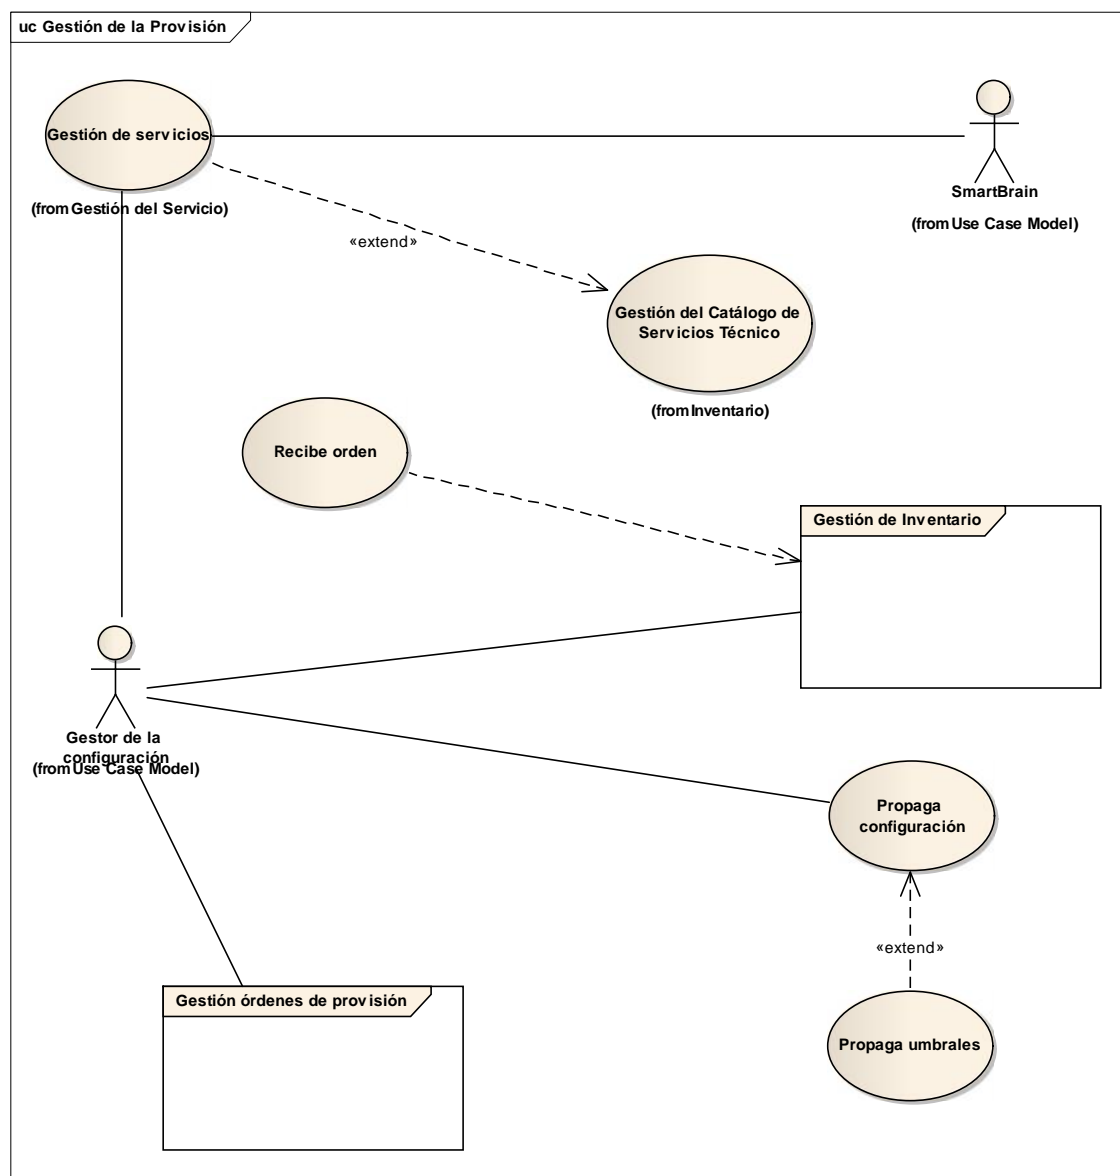 uc Gestión de la Provisión
Gestión de servicios
(from Gestión del Servicio)
SmartBrain
(from Use Case Model)
«extend»
Gestión del Catálogo de
Servicios Técnico
(from Inventario)
Recibe orden
Gestión de Inventario
Gestor de la
configuración
(from Use Case Model)
Propaga
configuración
«extend»
Gestión órdenes de provisión
Propaga umbrales